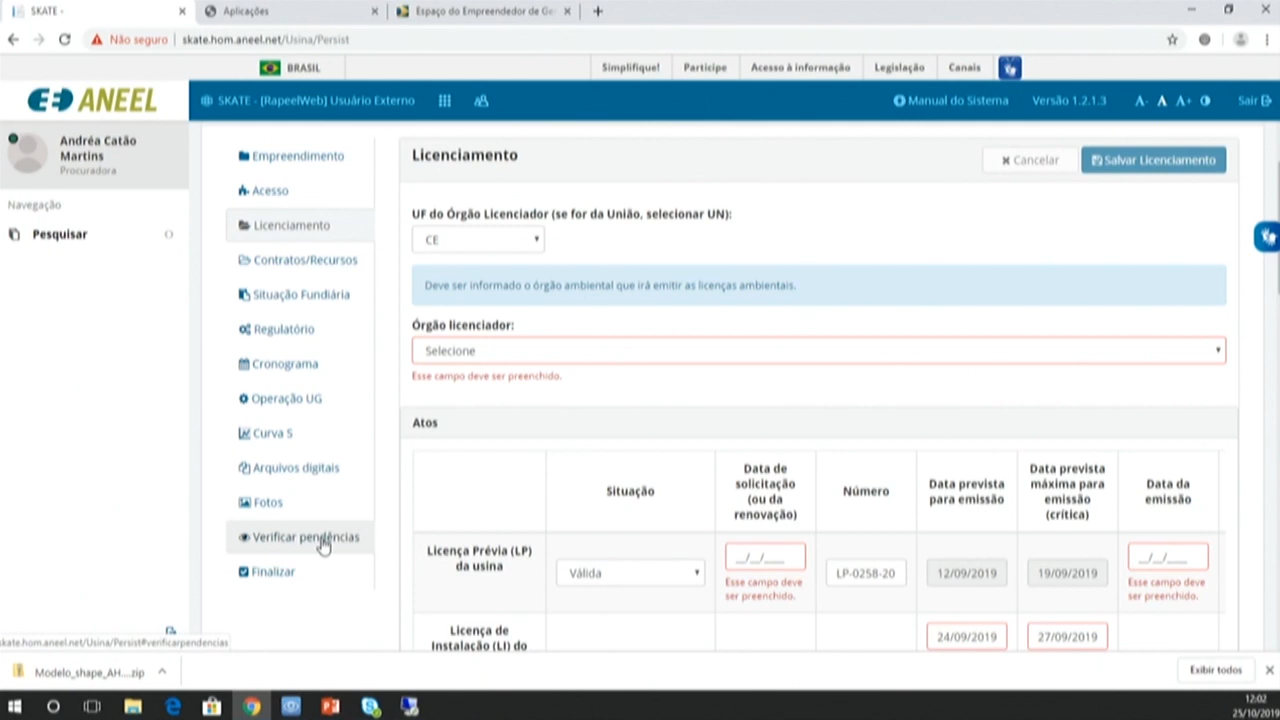 SKATE -
Aplicações
Espaço do Empreendedor de Ge
Não seguro
skate.hom.aneel.net/Usina/Persist
BRASIL
Simplifique!
Participe
Acesso à informação
Legislação
Canais
ANEEL
SKATE - [RapeelWeb] Usuário Externo
Manual do Sistema
Versão 1.2.1.3
A-
A
A+
Sair
Andréa Catão
Martins
Procuradora
Navegação
Pesquisar
Empreendimento
Acesso
Licenciamento
Contratos/Recursos
Situação Fundiária
Regulatório
Cronograma
Operação UG
Curva S
Arquivos digitais
Fotos
Verificar pendências
Finalizar
Licenciamento
Cancelar
Salvar Licenciamento
UF do Órgão Licenciador (se for da União, selecionar UN):
CE
Deve ser informado o órgão ambiental que irá emitir as licenças ambientais.
Órgão licenciador:
Selecione
Esse campo deve ser preenchido.
Atos
Situação
Data de
solicitação
(ou da
renovação)
Número
Data prevista
para emissão
Data prevista
máxima para
emissão
(crítica)
Data da
emissão
Licença Prévia (LP)
da usina
Válida
__/__/____
Esse campo deve
ser preenchido.
LP-0258-20
12/09/2019
19/09/2019
__/__/____
Esse campo deve
ser preenchido.
Licença de
Instalação (LI) do
24/09/2019
27/09/2019
skate.hom.aneel.net/Usina/Persist#verificarpendencias
Modelo_shape_AH....zip
Exibir todos
12:02
25/10/2019